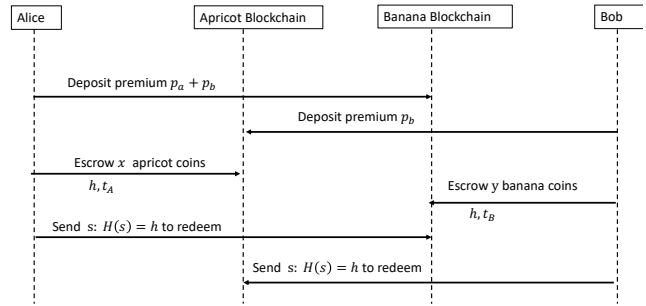 Alice
Apricot Blockchain
Banana Blockchain
Bob
Deposit premium p_a + p_b
Deposit premium p_b
Escrow x apricot coins
h, t_A
Escrow y banana coins
h, t_B
Send s: H(s) = h to redeem
Send s: H(s) = h to redeem